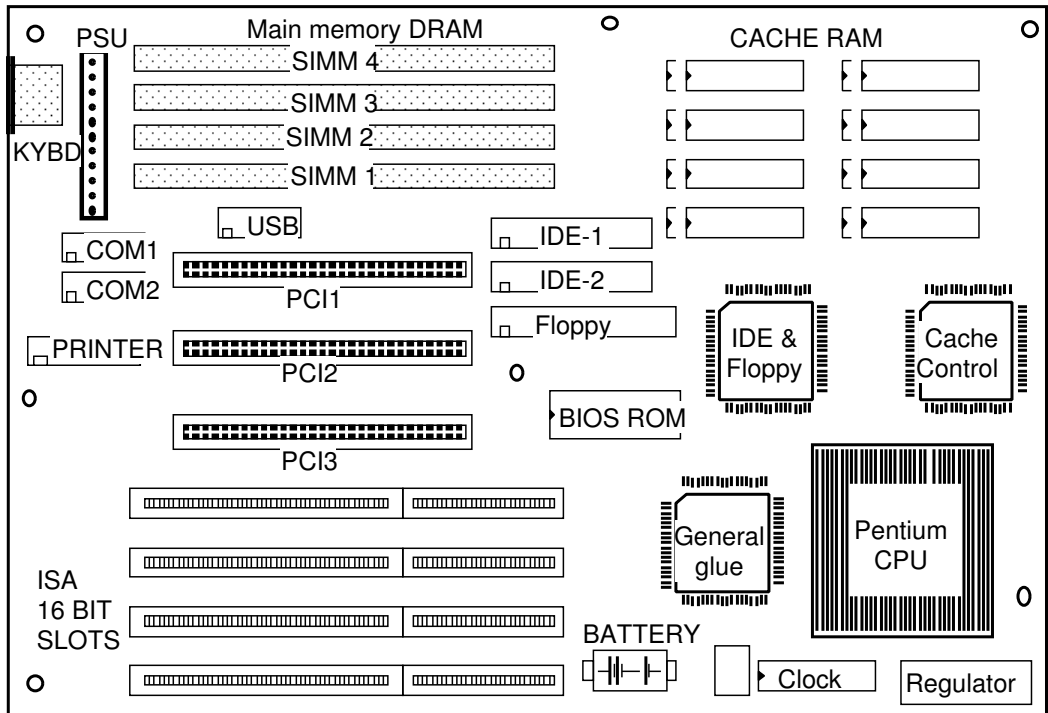 PSU
Main memory DRAM
CACHE RAM
SIMM 4
SIMM 3
SIMM 2
SIMM 1
KYBD
USB
COM1
COM2
PRINTER
PCI1
PCI2
PCI3
IDE-1
IDE-2
Floppy
IDE &
Floppy
Cache
Control
BIOS ROM
General
glue
Pentium
CPU
ISA
16 BIT
SLOTS
BATTERY
Clock
Regulator